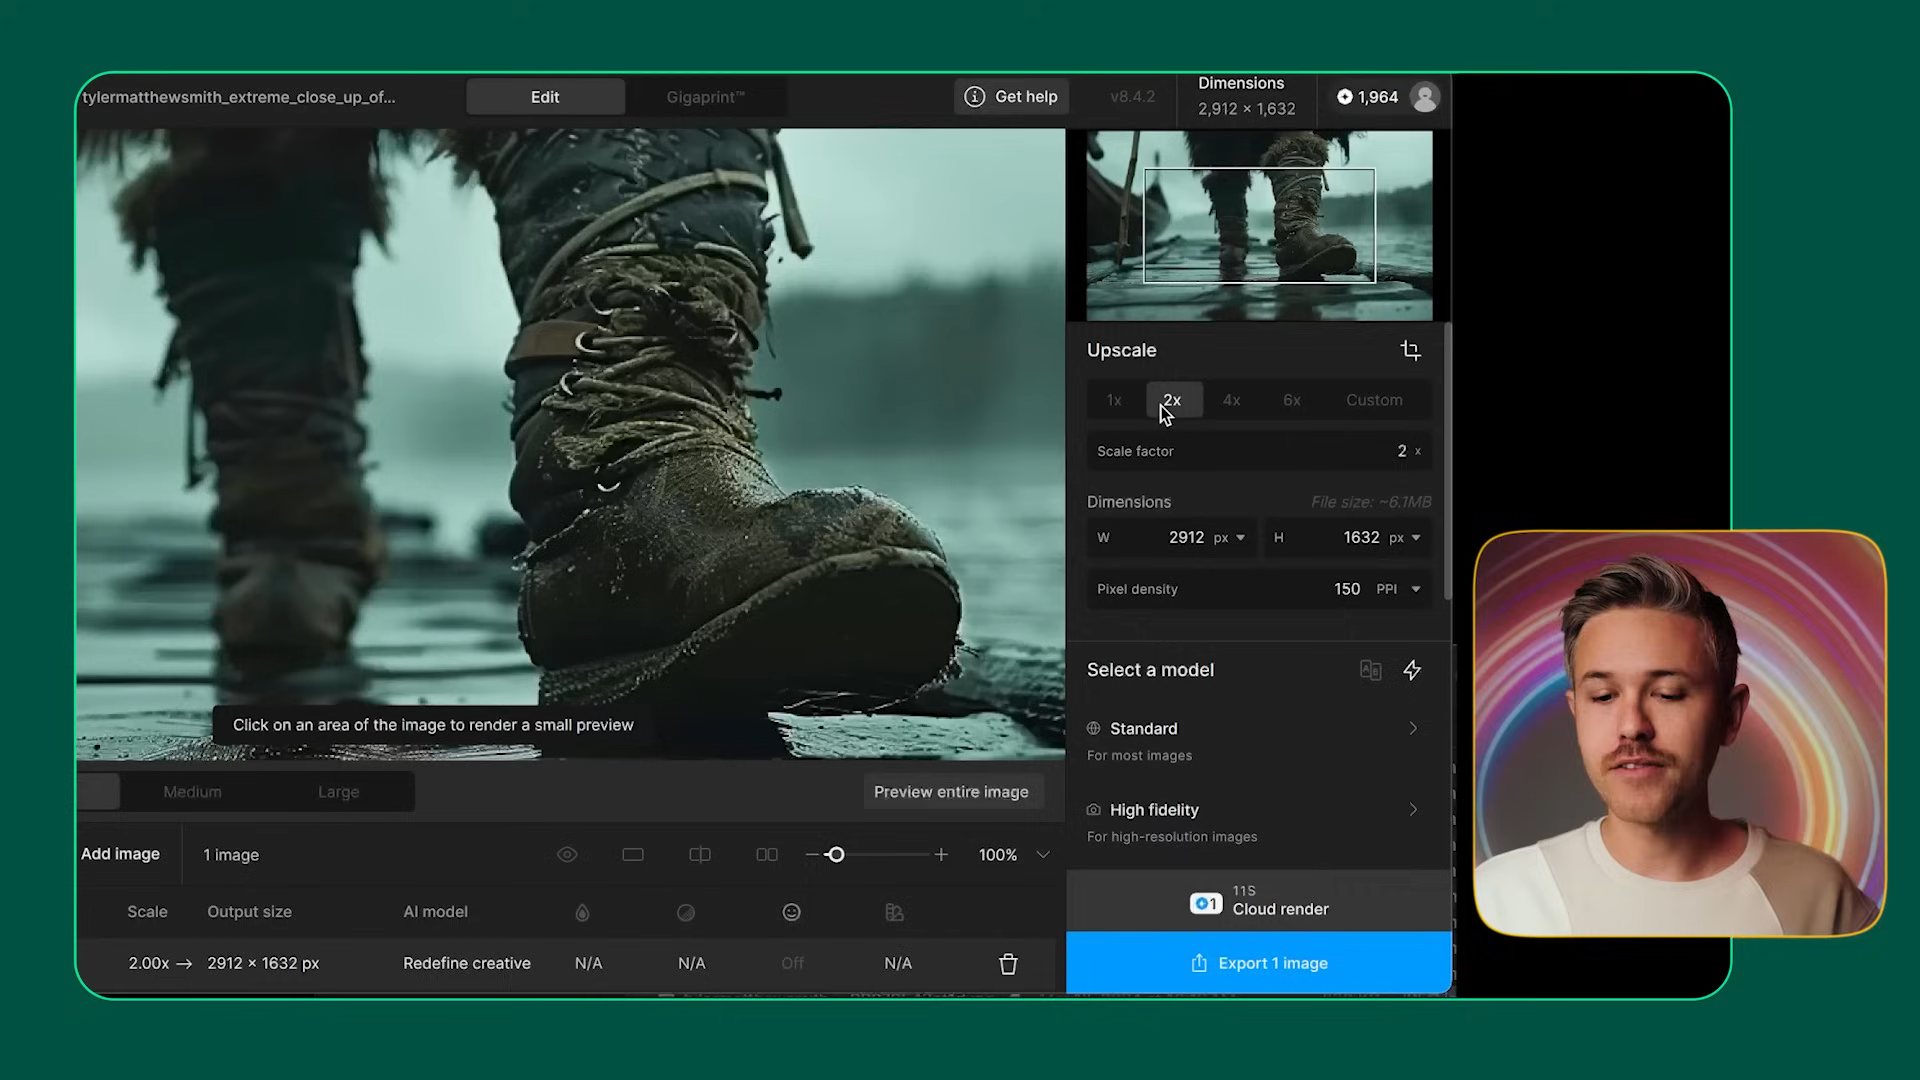 tylermatthewsmith_extreme_close_up_of...
Edit
Gigaprint™
Get help
v8.4.2
Dimensions
2,912 × 1,632
1,964
Upscale
1x
2x
4x
6x
Custom
Scale factor
2 x
Dimensions
File size: ~6.1MB
W 2912 px
H 1632 px
Pixel density
150 PPI
Select a model
Standard
For most images
High fidelity
For high-resolution images
1
11S
Cloud render
Export 1 image
Click on an area of the image to render a small preview
Medium
Large
Preview entire image
Add image
1 image
100%
Scale
Output size
AI model
2.00x → 2912 × 1632 px
Redefine creative
N/A
N/A
Off
N/A